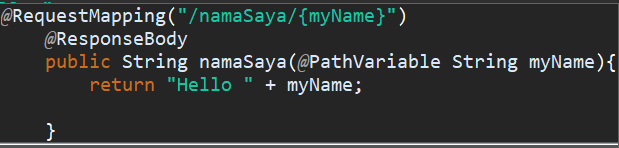 @RequestMapping("/namaSaya/{myName}")
@ResponseBody
public String namaSaya(@PathVariable String myName){
return "Hello " + myName;
}